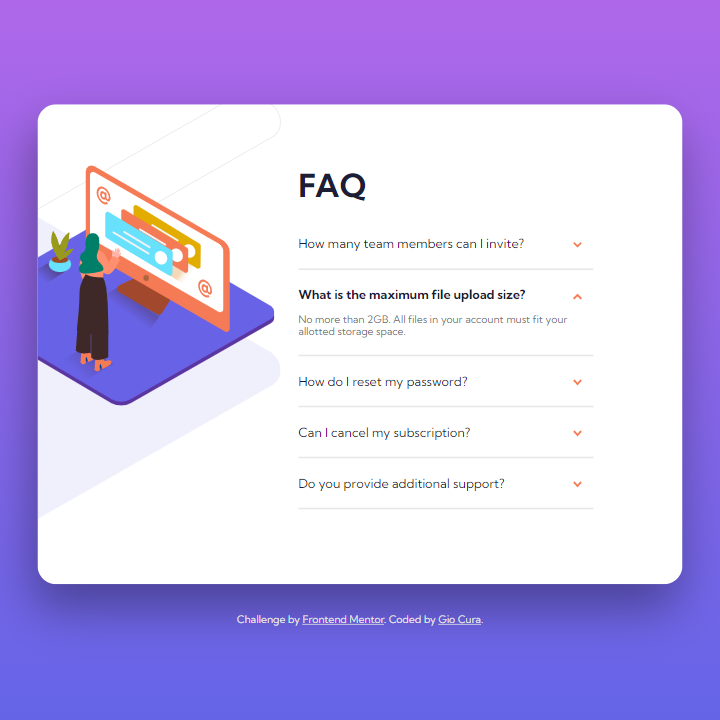 FAQ
How many team members can I invite?
What is the maximum file upload size?
No more than 2GB. All files in your account must fit your
allotted storage space.
How do I reset my password?
Can I cancel my subscription?
Do you provide additional support?
@
@
Challenge by Frontend Mentor. Coded by Gio Cura.